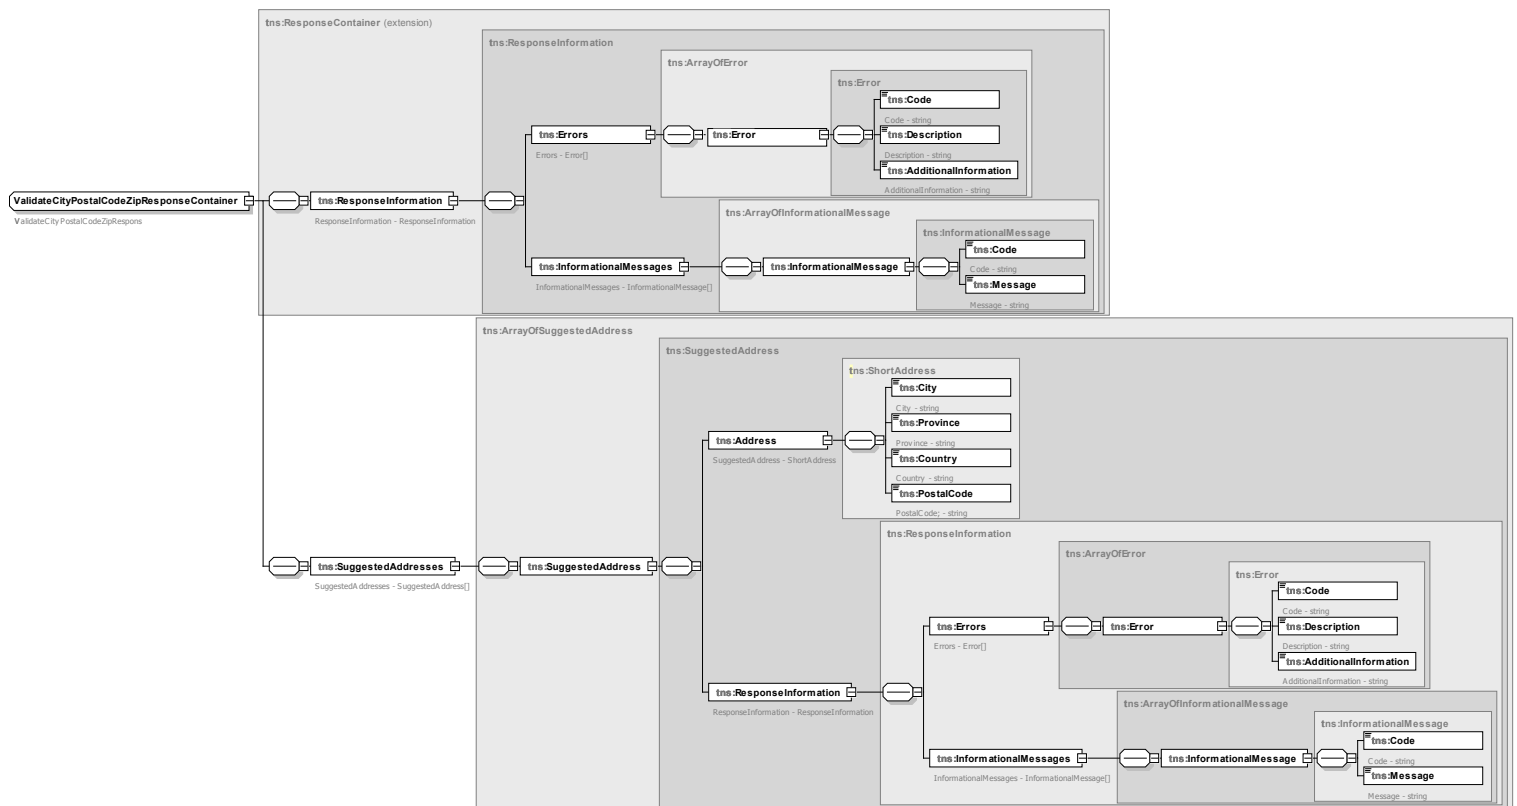 tns:ResponseContainer (extension)
tns:ResponseInformation
tns:ArrayOfError
tns:Error
tns:Code
Code - string
tns:Errors
tns:Error
tns:Description
Errors - Error[]
Description - string
tns:AdditionalInformation
AdditionalInformation - string
ValidateCityPostalCodeZipResponseContainer
tns:ResponseInformation
ValidateCityPostalCodeZipRespons
ResponseInformation - ResponseInformation
tns:ArrayOfInformationalMessage
tns:InformationalMessage
tns:Code
Code - string
tns:InformationalMessages
tns:InformationalMessage
tns:Message
InformationalMessages - InformationalMessage[]
Message - string
tns:ArrayOfSuggestedAddress
tns:SuggestedAddress
tns:ShortAddress
tns:City
City - string
tns:Province
tns:Address
Province - string
SuggestedAddress - ShortAddress
tns:Country
Country - string
tns:PostalCode
PostalCode; - string
tns:ResponseInformation
tns:ArrayOfError
tns:SuggestedAddresses
tns:SuggestedAddress
SuggestedAddresses - SuggestedAddress[]
tns:Error
tns:Code
Code - string
tns:Errors
tns:Error
tns:Description
Errors - Error[]
Description - string
tns:AdditionalInformation
AdditionalInformation - string
tns:ResponseInformation
ResponseInformation - ResponseInformation
tns:ArrayOfInformationalMessage
tns:InformationalMessage
tns:Code
Code - string
tns:InformationalMessages
tns:InformationalMessage
tns:Message
InformationalMessages - InformationalMessage[]
Message - string